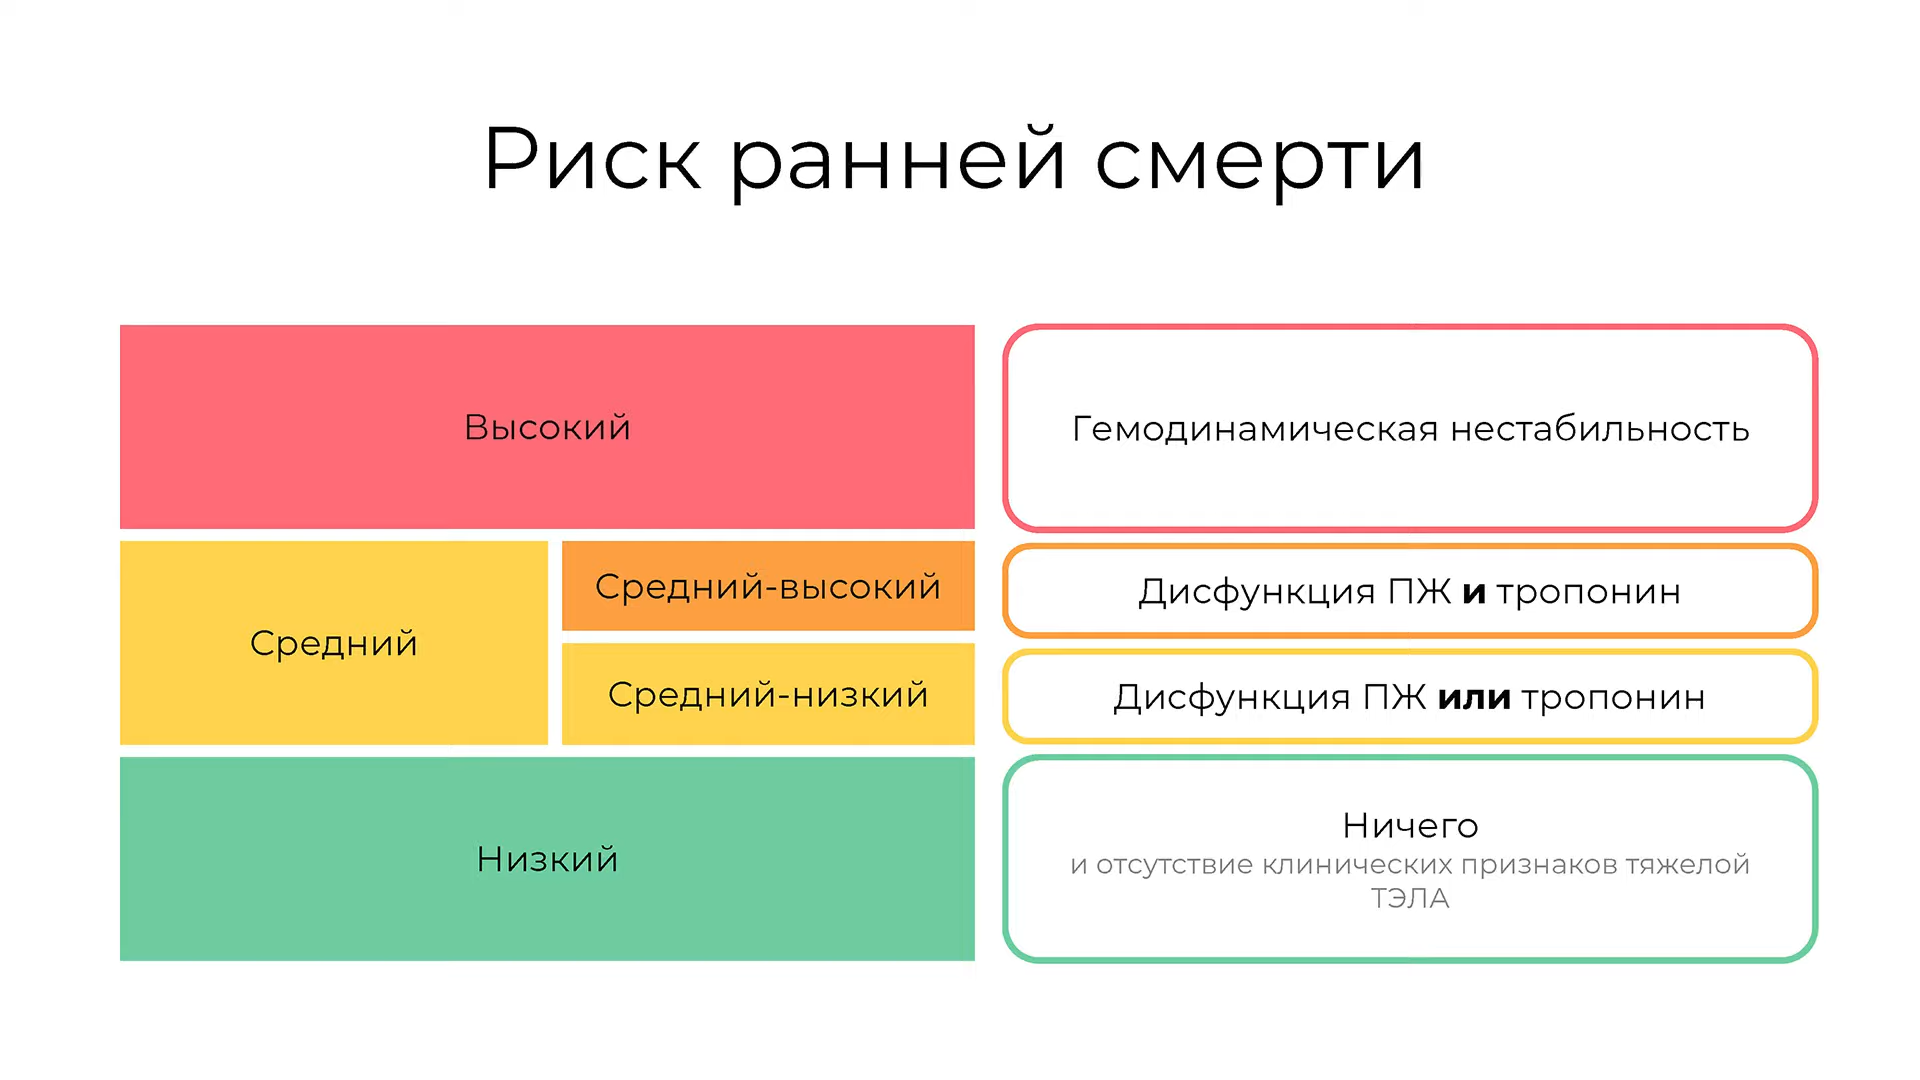 Риск ранней смерти
Высокий
Гемодинамическая нестабильность
Средний
Средний-высокий
Дисфункция ПЖ и тропонин
Средний-низкий
Дисфункция ПЖ или тропонин
Низкий
Ничего
и отсутствие клинических признаков тяжелой
ТЭЛА